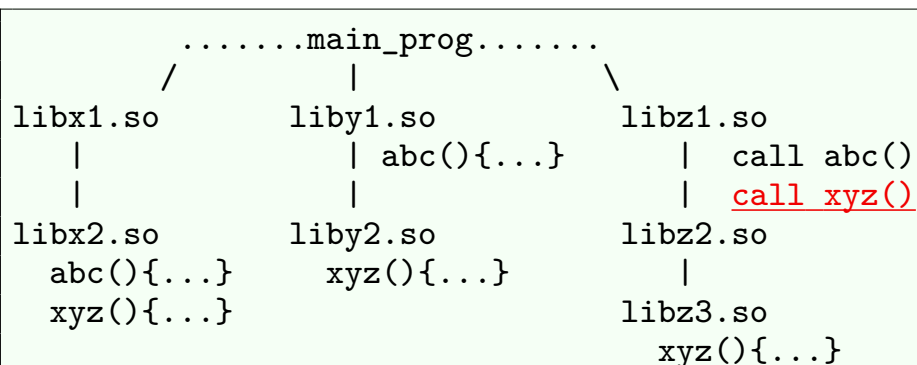 .......main_prog.......
/ | \
libx1.so liby1.so libz1.so
| | abc(){...} | call abc()
| | | call xyz()
libx2.so liby2.so libz2.so
abc(){...} xyz(){...} |
xyz(){...} libz3.so
xyz(){...}